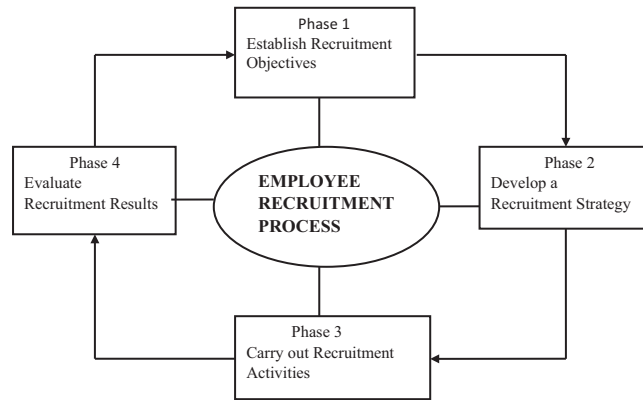 Phase 1
Establish Recruitment
Objectives
Phase 4
Evaluate
Recruitment Results
EMPLOYEE
RECRUITMENT
PROCESS
Phase 2
Develop a
Recruitment Strategy
Phase 3
Carry out Recruitment
Activities